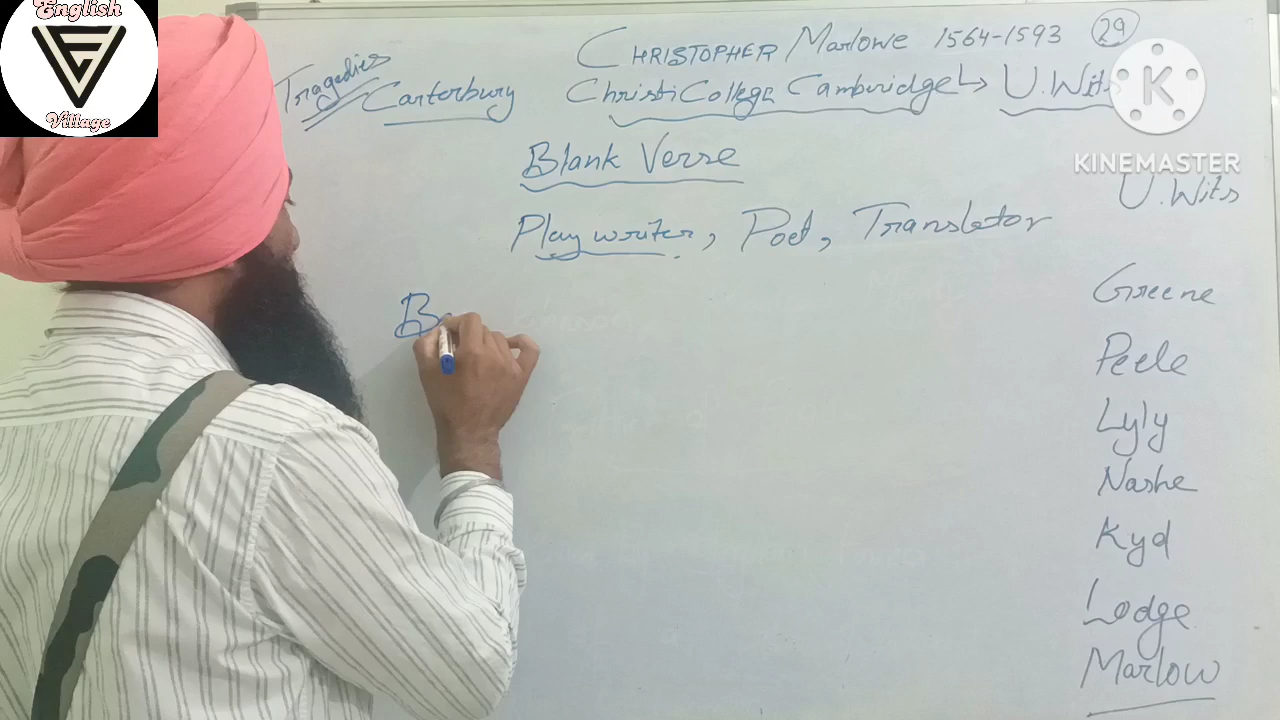 English
Village
CHRISTOPHER Marlowe 1564-1593 29
Tragedies
Canterbury Christi College Cambridge ↳ U. Wits
KINEMASTER
Blank Verse
U. Wits
Play writer, Poet, Translator
B
Greene
Peele
Lyly
Nashe
Kyd
Lodge
Marlow